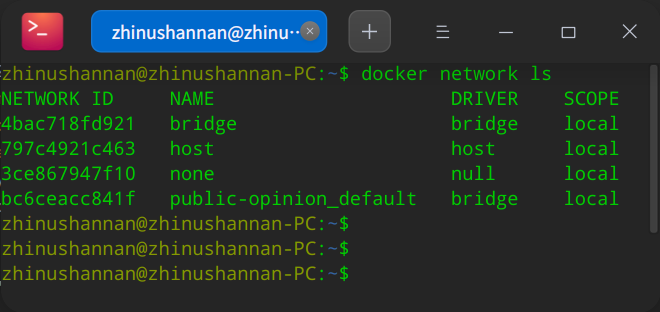 zhinushannan@zhinu··
zhinushannan@zhinushannan-PC:~$ docker network ls
NETWORK ID NAME DRIVER SCOPE
4bac718fd921 bridge bridge local
797c4921c463 host host local
3ce867947f10 none null local
bc6ceacc841f public-opinion_default bridge local
zhinushannan@zhinushannan-PC:~$
zhinushannan@zhinushannan-PC:~$
zhinushannan@zhinushannan-PC:~$